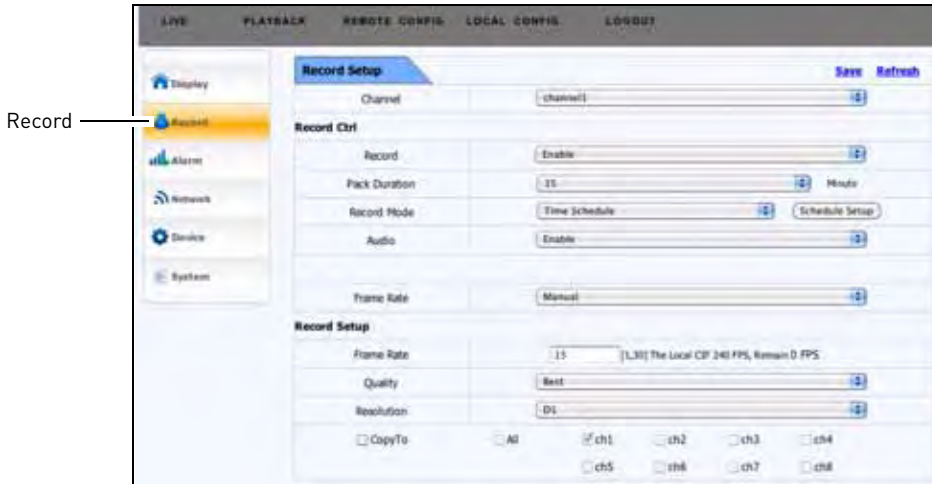 LIVE PLAYBACK REMOTE CONFIG LOCAL CONFIG LOGOUT
Record Setup Save Refresh
Display
Channel channel1
Record
Record
Record Ctrl
Record Enable
Alarm
Pack Duration 15 Minute
Network
Record Mode Time Schedule Schedule Setup
Device
Audio Enable
System
Frame Rate Manual
Record Setup
Frame Rate 15 [1,30] The Local CIF 240 FPS, Remain 0 FPS
Quality Best
Resolution D1
CopyTo All ch1 ch2 ch3 ch4
ch5 ch6 ch7 ch8